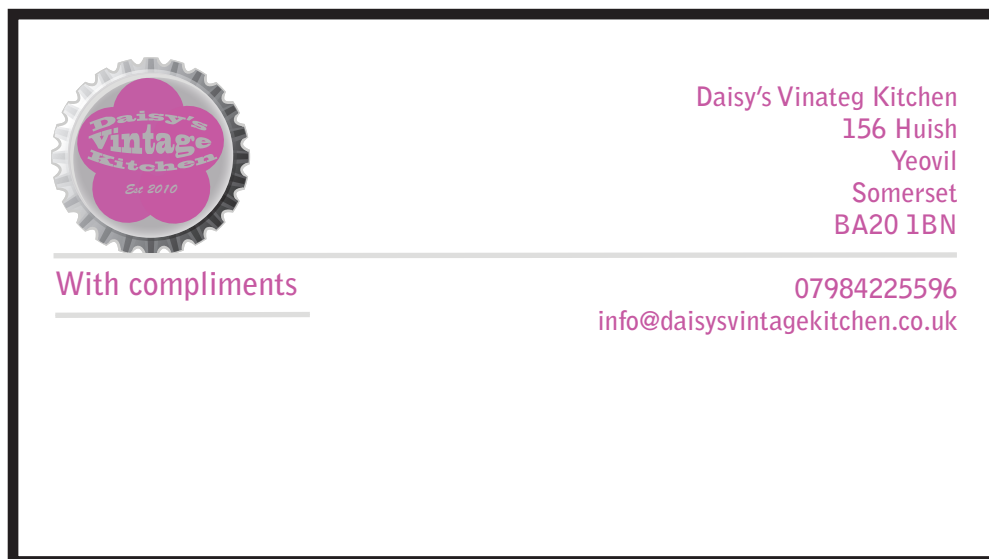 Daisy's
Vintage
Kitchen
Est 2010
Daisy's Vinateg Kitchen
156 Huish
Yeovil
Somerset
BA20 1BN
With compliments
07984225596
info@daisysvintagekitchen.co.uk